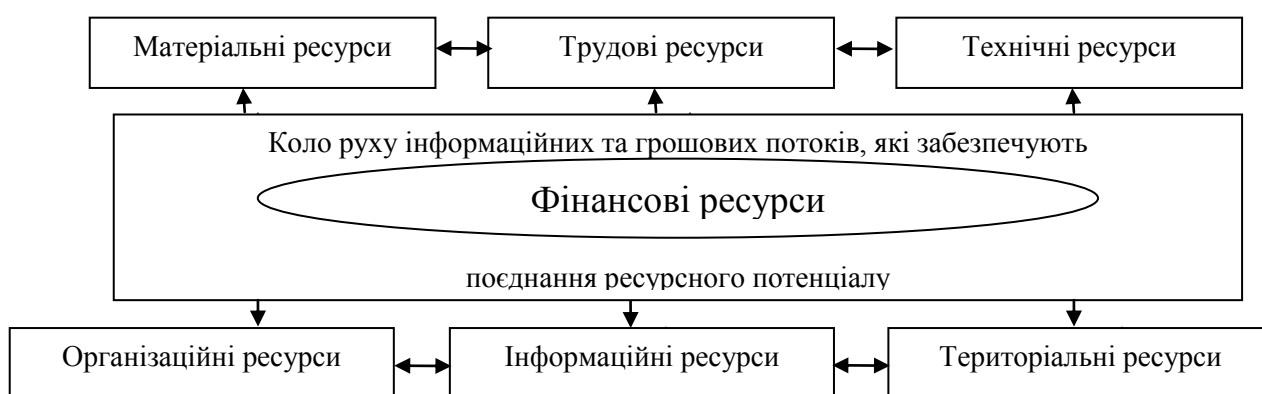 Матеріальні ресурси
Трудові ресурси
Технічні ресурси
Коло руху інформаційних та грошових потоків, які забезпечують
Фінансові ресурси
поєднання ресурсного потенціалу
Організаційні ресурси
Інформаційні ресурси
Територіальні ресурси